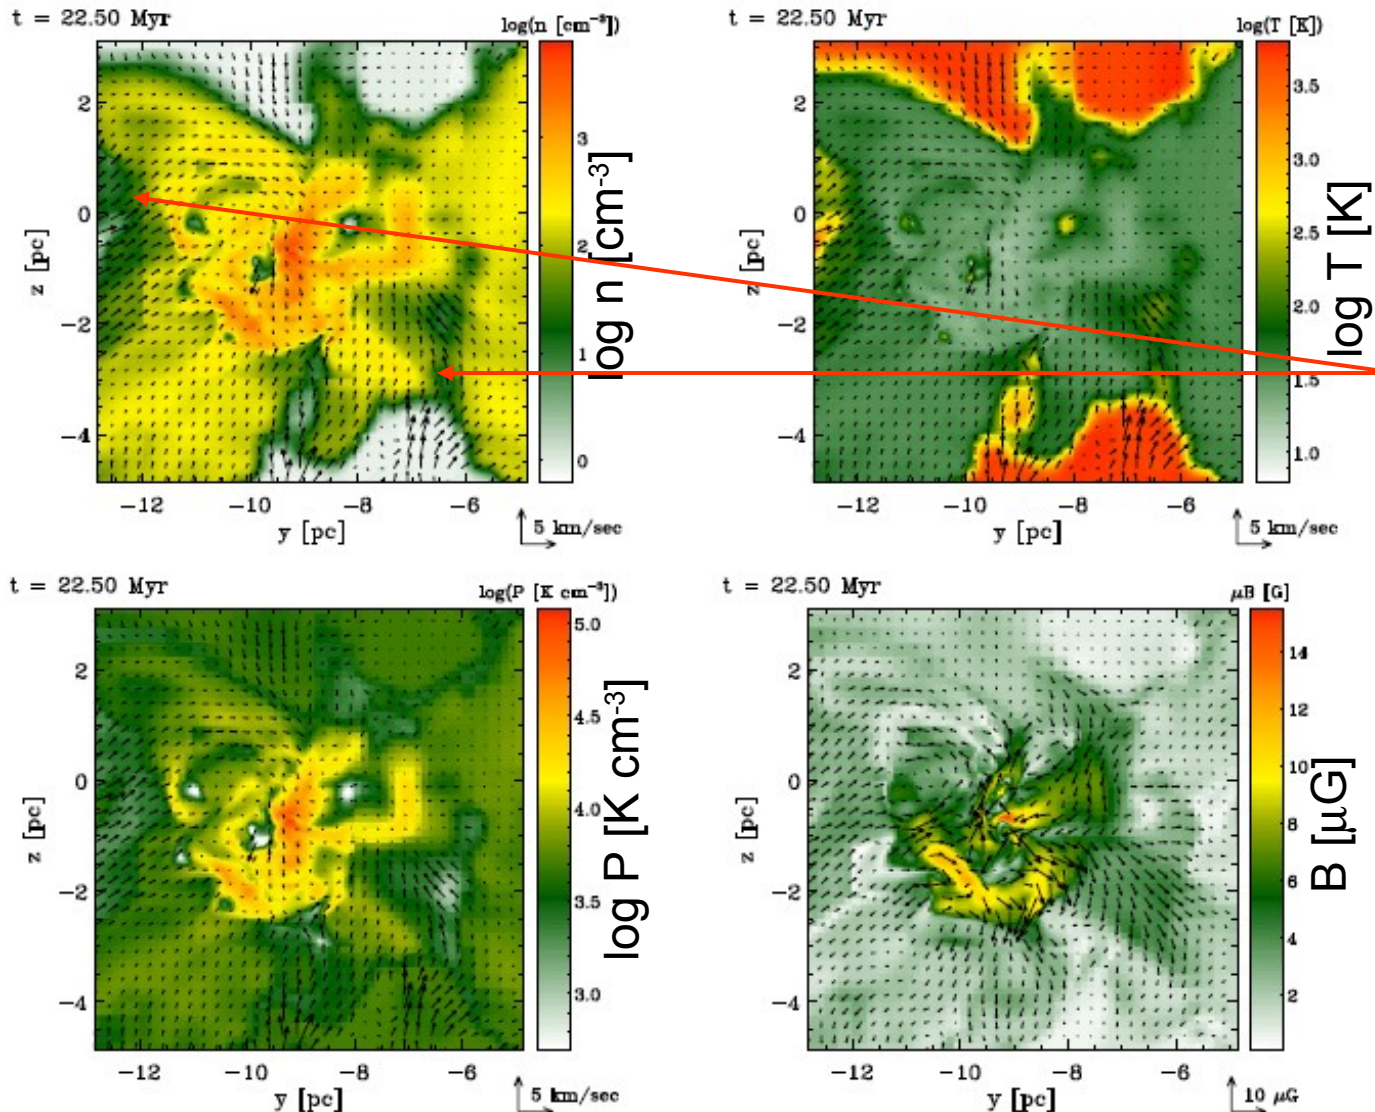 t = 22.50 Myr
log(n [cm⁻³])
3
2
1
0
log n [cm-3]
2
0
−2
−4
z [pc]
−12
−10
−8
−6
y [pc]
5 km/sec
t = 22.50 Myr
log(T [K])
3.5
3.0
2.5
2.0
1.5
1.0
log T [K]
2
0
−2
−4
z [pc]
−12
−10
−8
−6
y [pc]
5 km/sec
t = 22.50 Myr
log(P [K cm⁻³])
5.0
4.5
4.0
3.5
3.0
log P [K cm-3]
2
0
−2
−4
z [pc]
−12
−10
−8
−6
y [pc]
5 km/sec
t = 22.50 Myr
μB [G]
14
12
10
8
6
4
2
B [μG]
2
0
−2
−4
z [pc]
−12
−10
−8
−6
y [pc]
10 μG